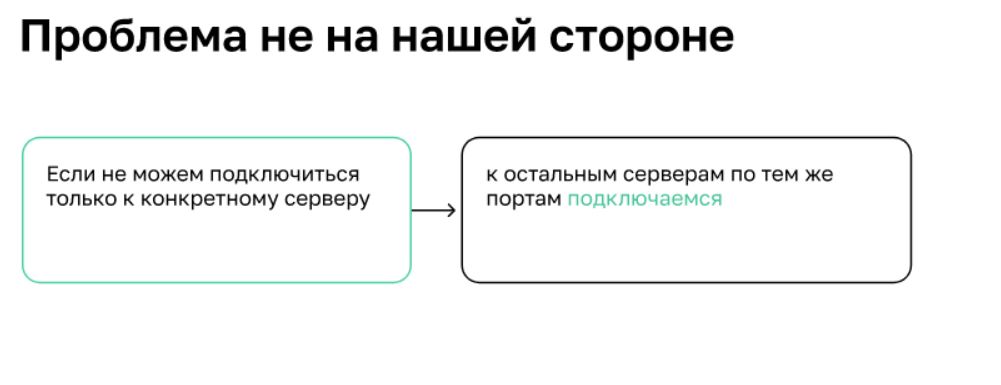 Проблема не на нашей стороне
Если не можем подключиться
только к конкретному серверу
к остальным серверам по тем же
портам подключаемся